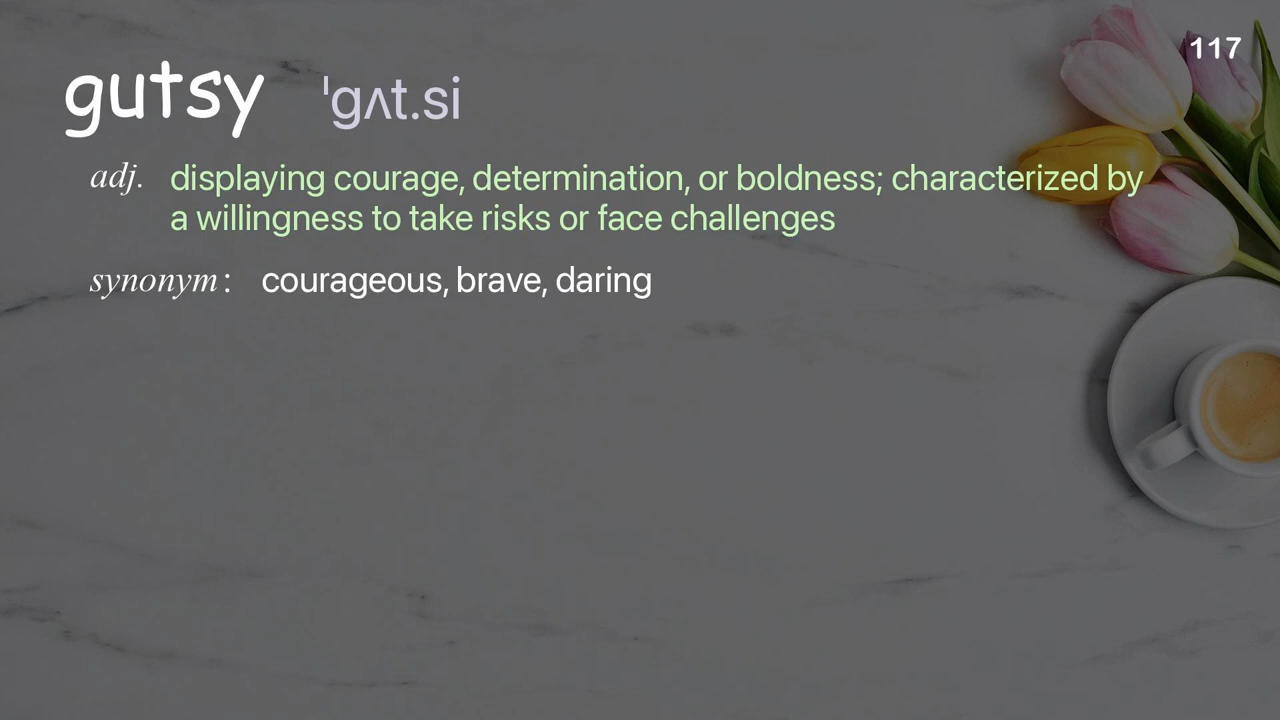 117
gutsy ˈgʌt.si
adj. displaying courage, determination, or boldness; characterized by
a willingness to take risks or face challenges
synonym: courageous, brave, daring